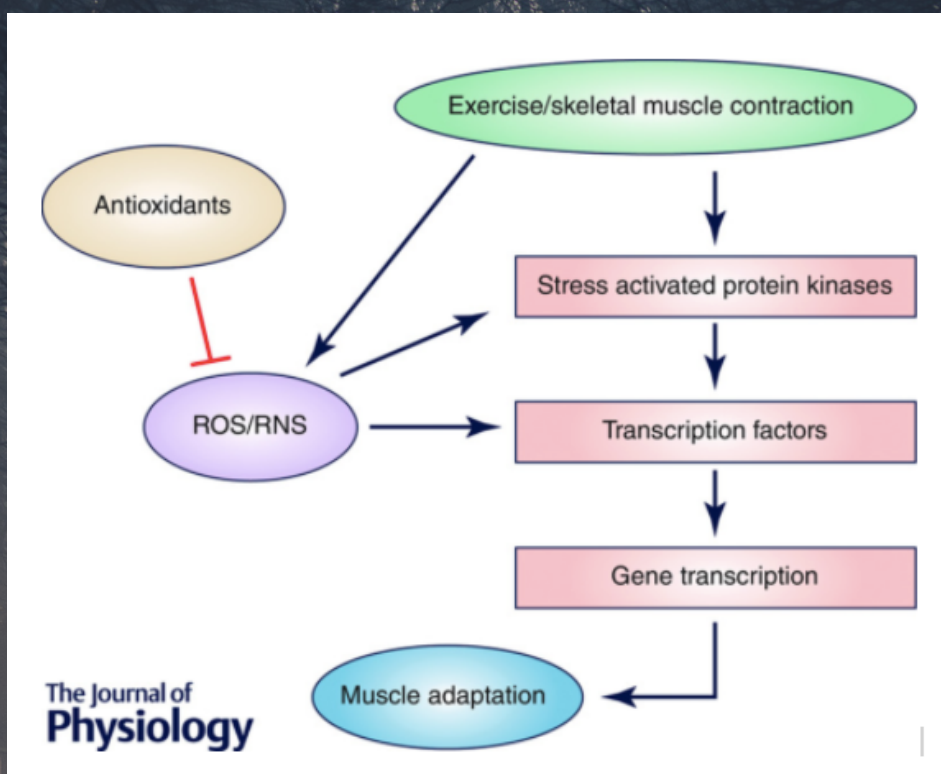 Exercise/skeletal muscle contraction
Antioxidants
Stress activated protein kinases
ROS/RNS
Transcription factors
Gene transcription
Muscle adaptation
The Journal of
Physiology